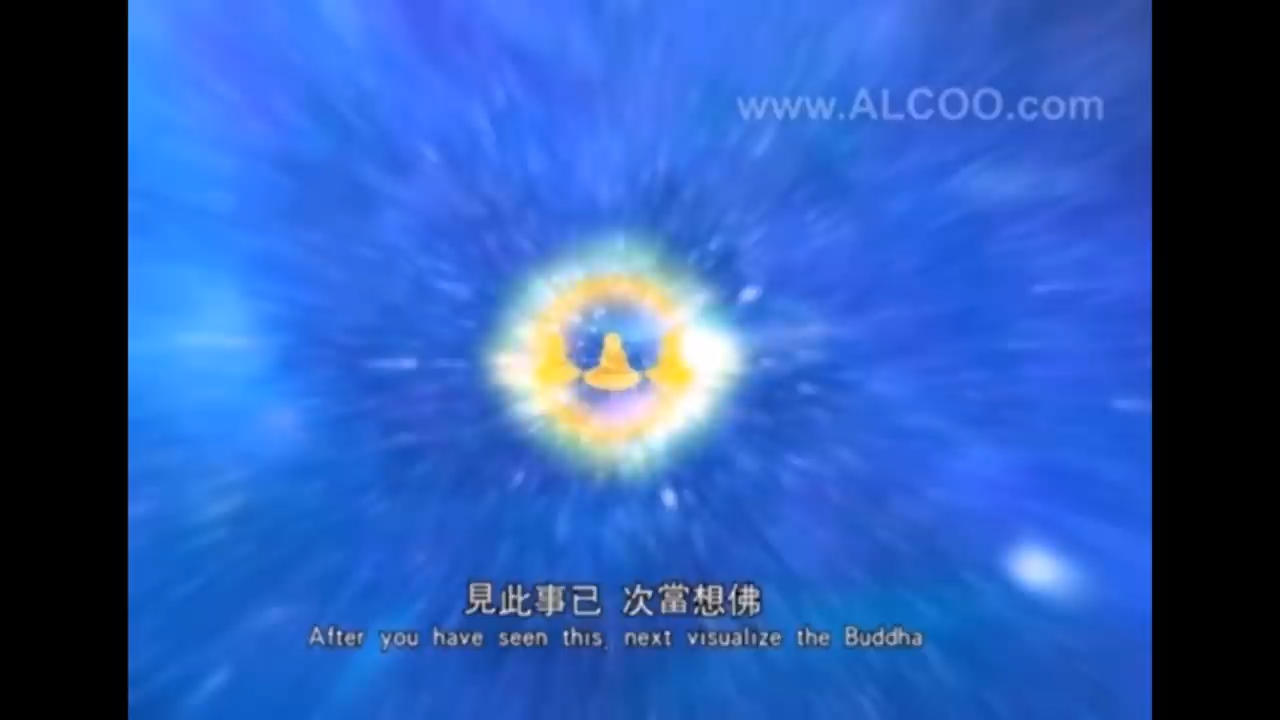 www.ALCOO.com
見此事已 次當想佛
After you have seen this, next visualize the Buddha